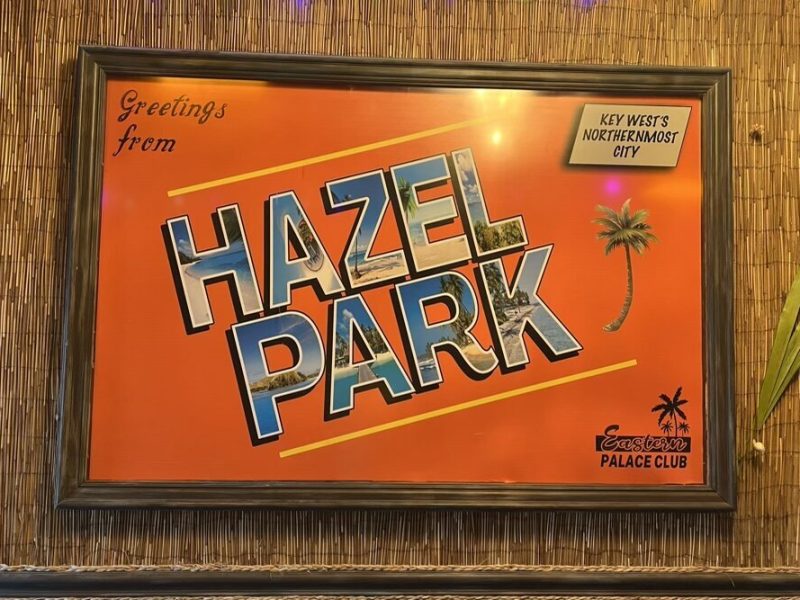 Greetings
from
KEY WEST'S
NORTHERNMOST
CITY
HAZEL
PARK
Eastern
PALACE CLUB